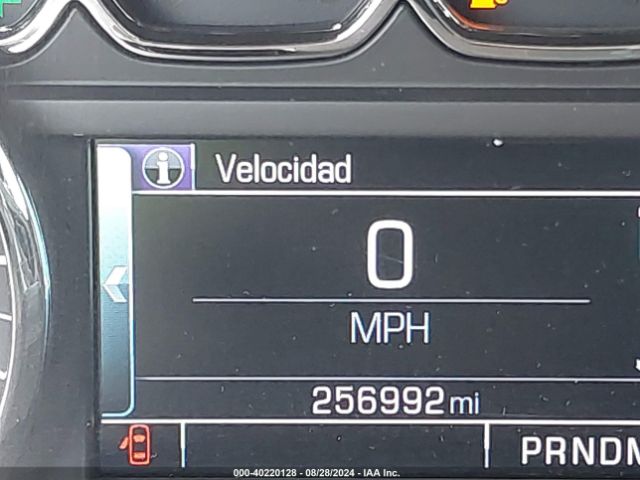 Velocidad
0
MPH
256992 mi
PRNDM
000-40220128 - 08/28/2024 - IAA Inc.